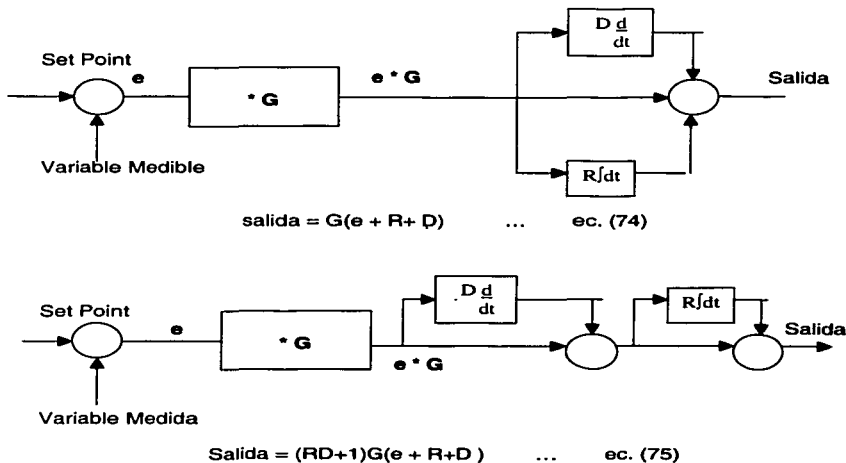 D d
dt
Set Point
e
e * G
Salida
* G
Variable Medible
R∫dt
salida = G(e + R+ D) ... ec. (74)
D d
dt
R∫dt
Set Point
e
Salida
* G
e * G
Variable Medida
Salida = (RD+1)G(e + R+D ) ... ec. (75)